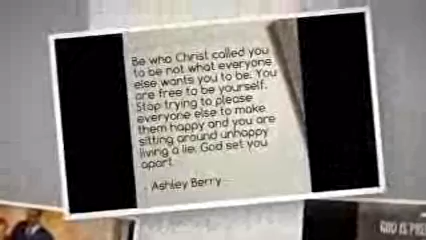 Be who Christ called you
to be not what everyone
else wants you to be. You
are free to be yourself.
Stop trying to please
everyone else to make
them happy and you are
sitting around unhappy
living a lie. God set you
apart.
- Ashley Berry
GOD IS